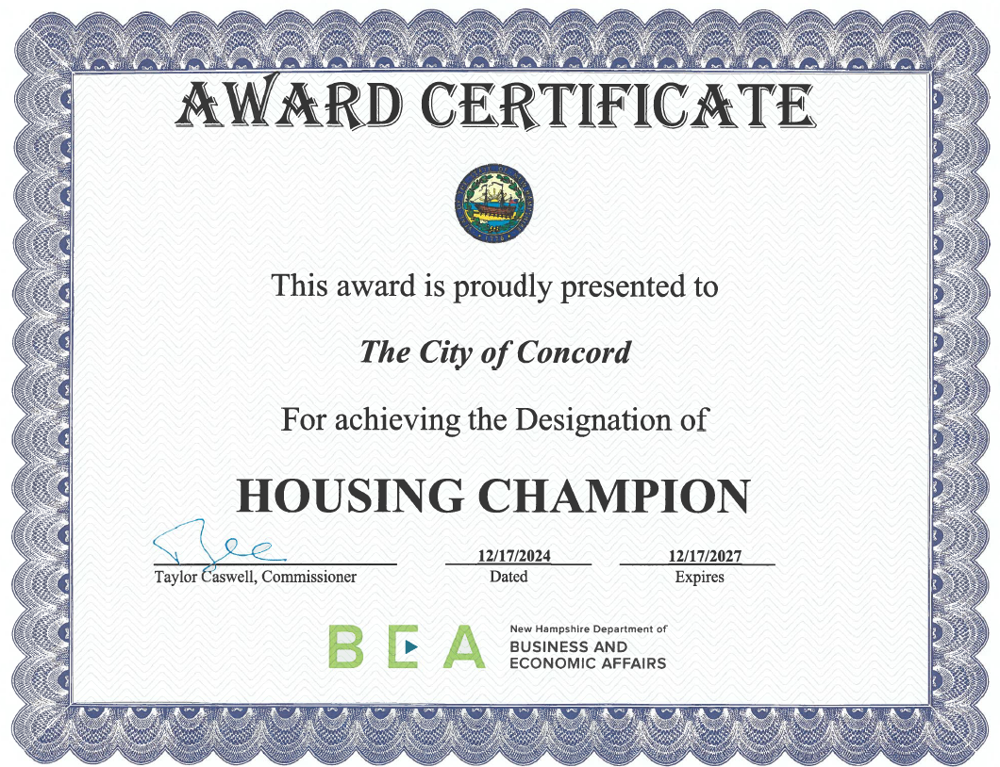 AWARD CERTIFICATE
1776
This award is proudly presented to
The City of Concord
For achieving the Designation of
HOUSING CHAMPION
12/17/2024 12/17/2027
Taylor Caswell, Commissioner Dated Expires
BEA New Hampshire Department of
BUSINESS AND
ECONOMIC AFFAIRS